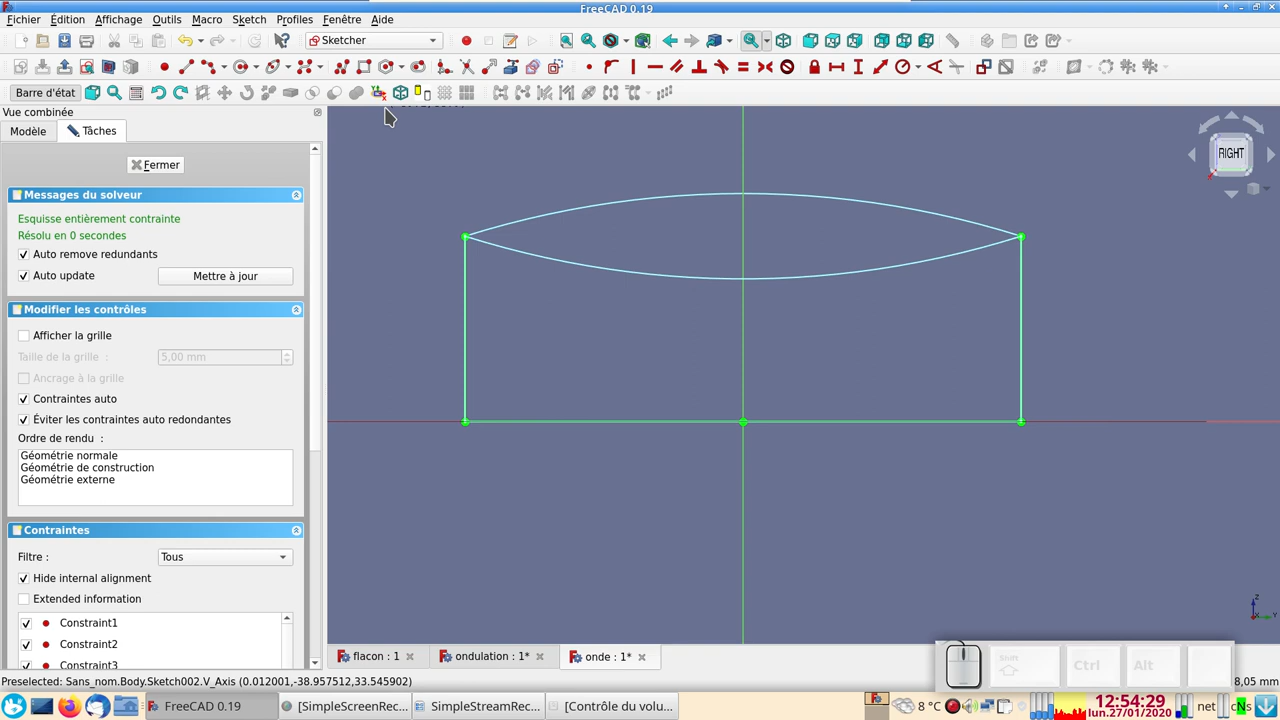 FreeCAD 0.19
Fichier Édition Affichage Outils Macro Sketch Profiles Fenêtre Aide
Sketcher
Barre d'état
Vue combinée
Modèle Tâches
Fermer
Messages du solveur
Esquisse entièrement contrainte
Résolu en 0 secondes
Auto remove redundants
Auto update Mettre à jour
Modifier les contrôles
Afficher la grille
Taille de la grille : 5,00 mm
Ancrage à la grille
Contraintes auto
Éviter les contraintes auto redondantes
Ordre de rendu :
Géométrie normale
Géométrie de construction
Géométrie externe
Contraintes
Filtre : Tous
Hide internal alignment
Extended information
Constraint1
Constraint2
Constraint3
RIGHT
Z
Y
flacon : 1 ondulation : 1* onde : 1*
Shift Ctrl Alt
Preselected: Sans_nom.Body.Sketch002.V_Axis (0.012001,-38.957512,33.545902) 8,05 mm
FreeCAD 0.19 [SimpleScreenRec... SimpleStreamRec... [Contrôle du volu... 8 °C net 12:54:29
lun.27/01/2020